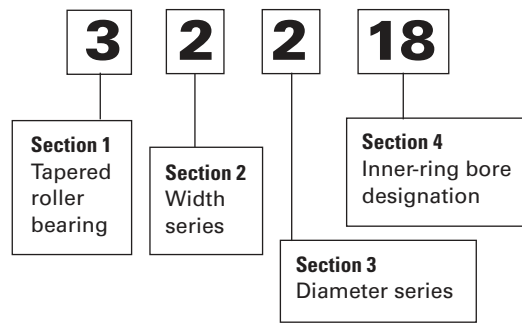 3 2 2 18
Section 1
Tapered
roller
bearing
Section 2
Width
series
Section 3
Diameter series
Section 4
Inner-ring bore
designation